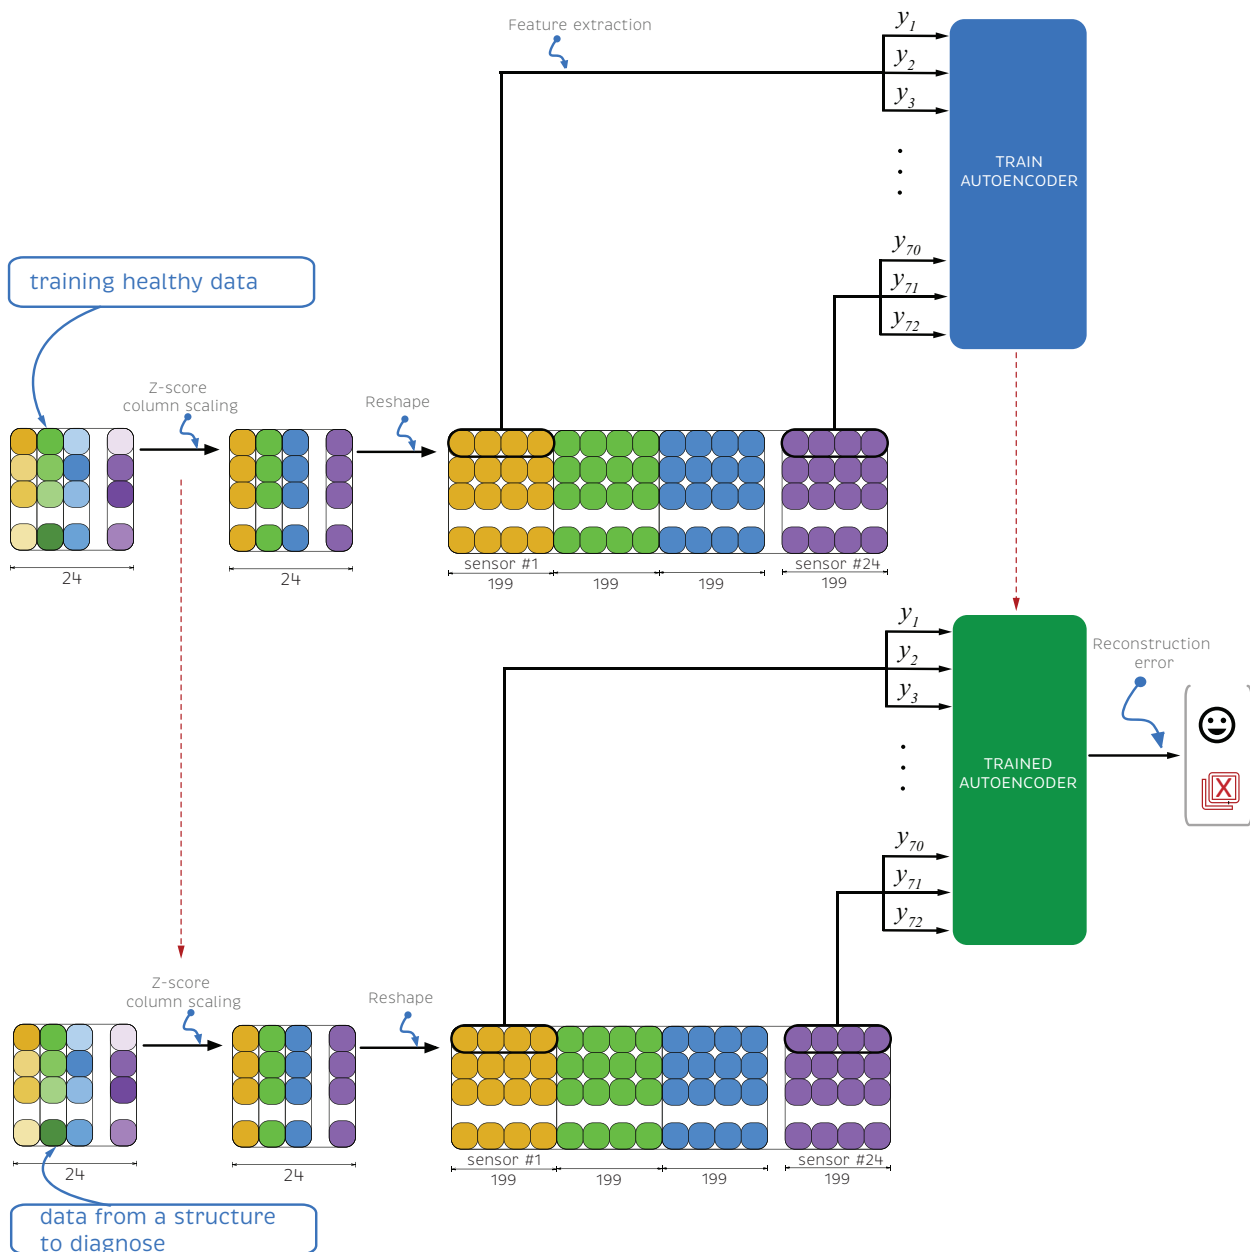 Feature extraction
y1
y2
y3
y70
y71
y72
TRAIN
AUTOENCODER
training healthy data
Z-score
column scaling
Reshape
24
24
sensor #1
199
199
199
sensor #24
199
y1
y2
y3
y70
y71
y72
TRAINED
AUTOENCODER
Reconstruction
error
X
Z-score
column scaling
Reshape
24
24
sensor #1
199
199
199
sensor #24
199
data from a structure
to diagnose